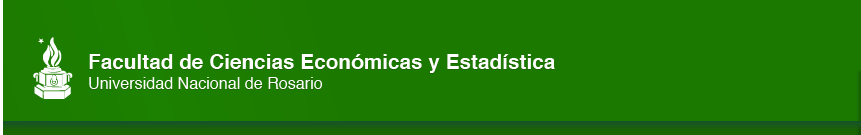 Facultad de Ciencias Económicas y Estadística
Universidad Nacional de Rosario